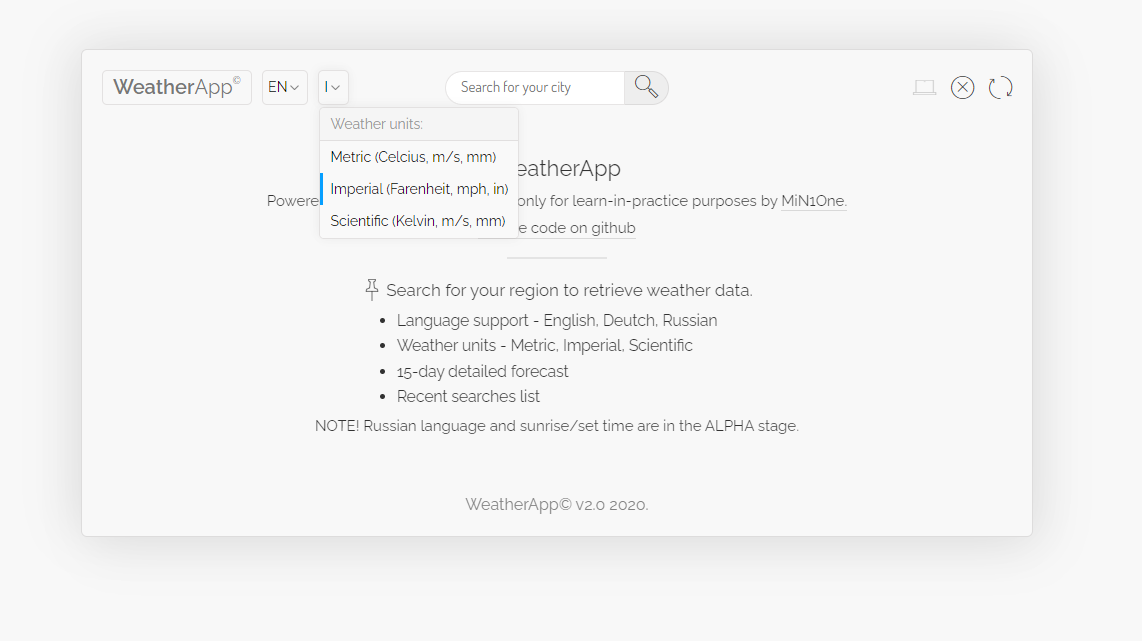 WeatherApp©
EN
I
Search for your city
Weather units:
Metric (Celcius, m/s, mm)
Imperial (Farenheit, mph, in)
Scientific (Kelvin, m/s, mm)
eatherApp
Powere only for learn-in-practice purposes by MiN1One.
e code on github
Search for your region to retrieve weather data.
• Language support - English, Deutch, Russian
• Weather units - Metric, Imperial, Scientific
• 15-day detailed forecast
• Recent searches list
NOTE! Russian language and sunrise/set time are in the ALPHA stage.
WeatherApp© v2.0 2020.